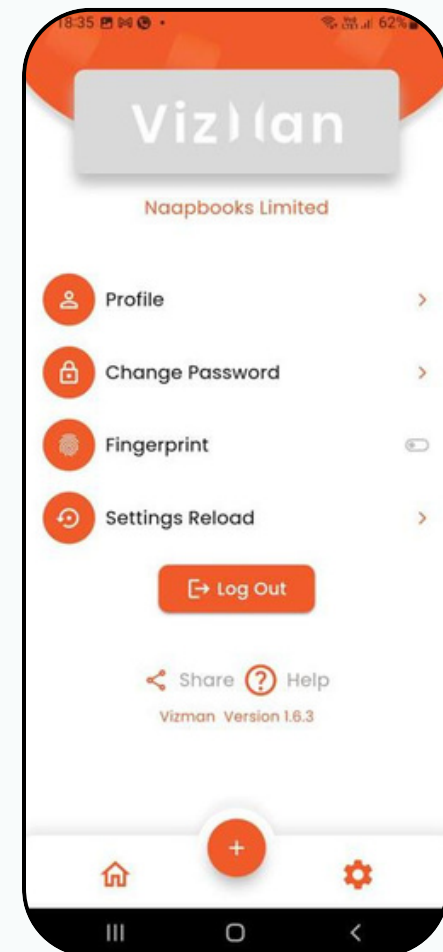 18:35 62%
VizMan
Naapbooks Limited
Profile
Change Password
Fingerprint
Settings Reload
Log Out
Share Help
Vizman Version 1.6.3